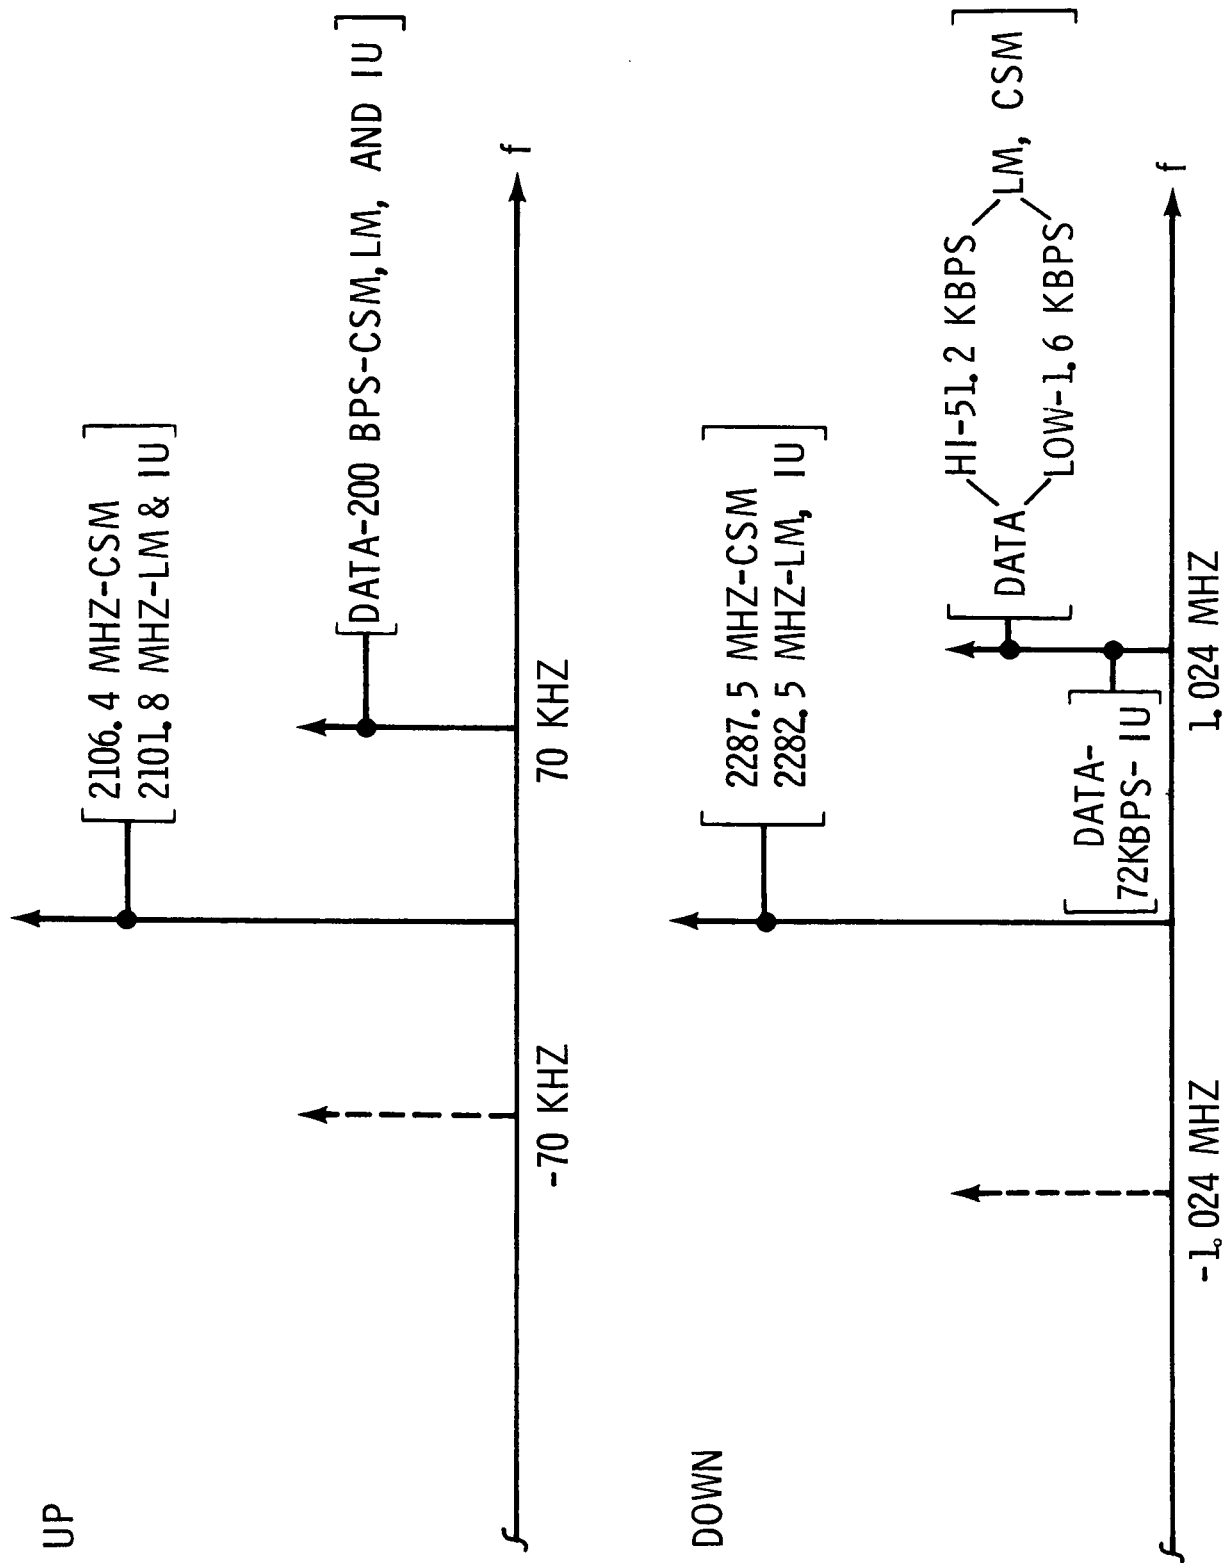 UP
2106.4 MHZ-CSM
2101.8 MHZ-LM & IU
DATA-200 BPS-CSM, LM, AND IU
f
-70 KHZ
70 KHZ
DOWN
2287.5 MHZ-CSM
2282.5 MHZ-LM, IU
HI-51.2 KBPS
DATA
LM, CSM
LOW-1.6 KBPS
DATA-
72KBPS- IU
f
-1.024 MHZ
1.024 MHZ